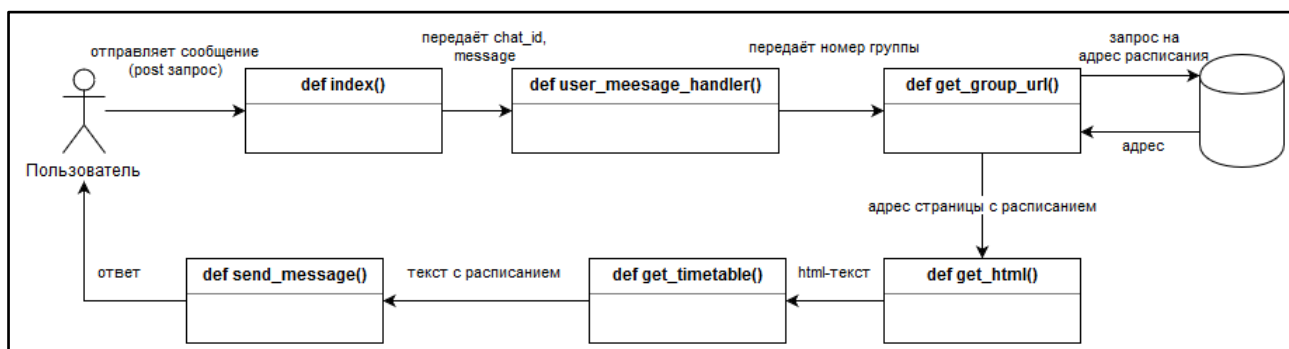 отправляет сообщение
(post запрос)
передаёт chat_id,
message
передаёт номер группы
запрос на
адрес расписания
def index()
def user_meesage_handler()
def get_group_url()
адрес
Пользователь
адрес страницы с расписанием
ответ
def send_message()
текст с расписанием
def get_timetable()
html-текст
def get_html()